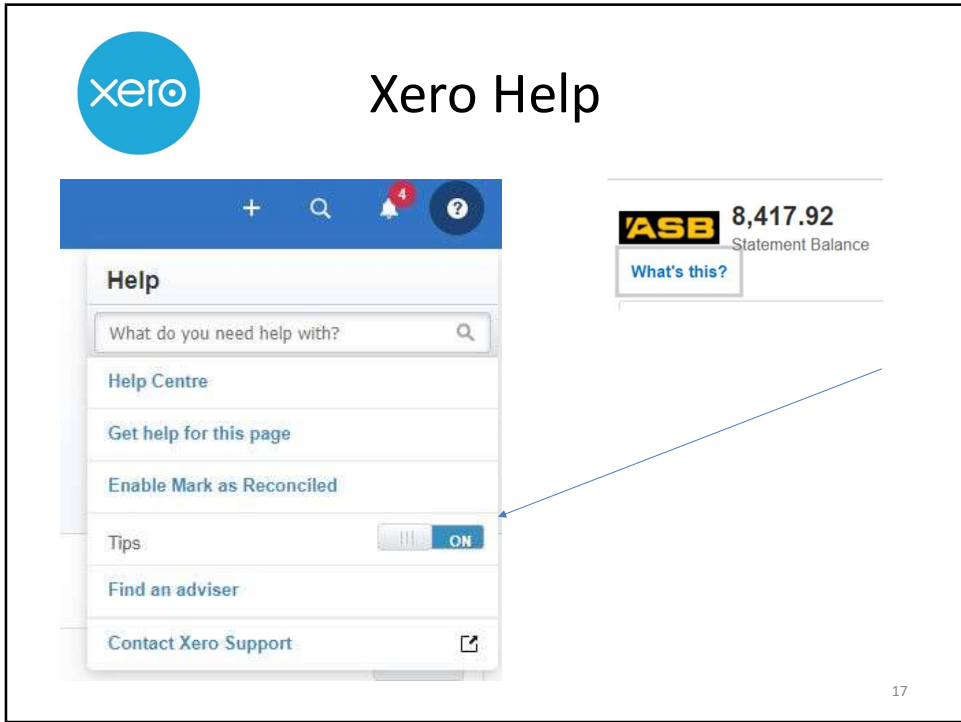 xero
Xero Help
4
?
Help
What do you need help with?
Help Centre
Get help for this page
Enable Mark as Reconciled
Tips
ON
Find an adviser
Contact Xero Support
ASB
8,417.92
Statement Balance
What's this?
17